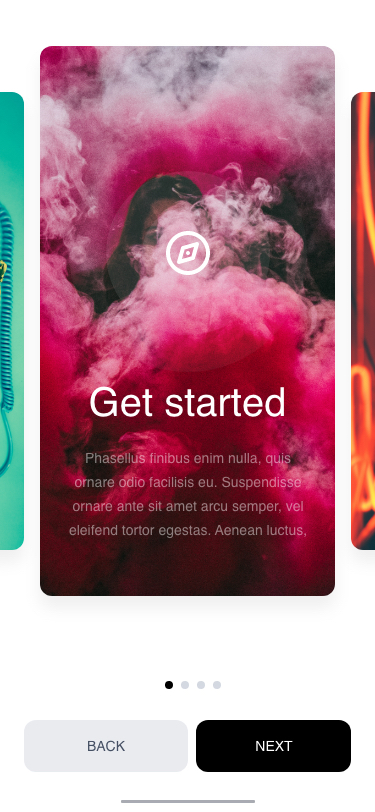 Get started
Phasellus finibus enim nulla, quis
ornare odio facilisis eu. Suspendisse
ornare ante sit amet arcu semper, vel
eleifend tortor egestas. Aenean luctus,
BACK
NEXT